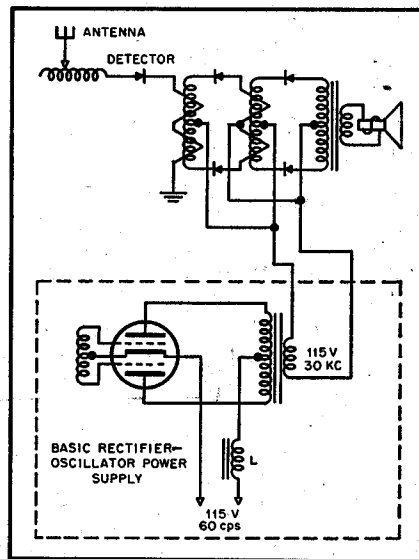 ANTENNA
DETECTOR
115 V
30 KC
BASIC RECTIFIER–
OSCILLATOR POWER
SUPPLY
L
115 V
60 cps